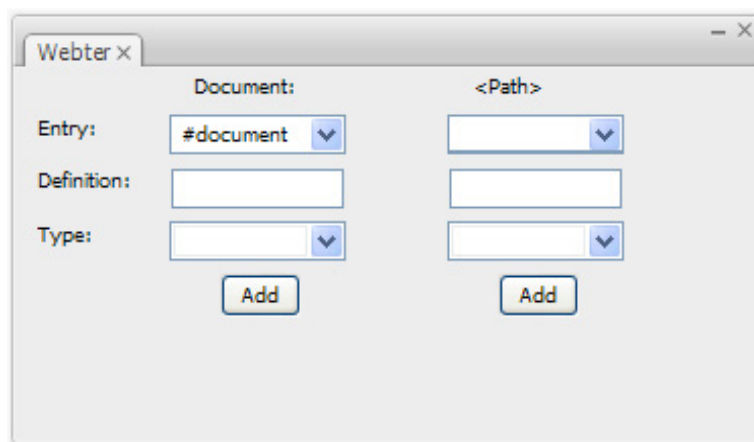 Webter
Document: <Path>
Entry: #document
Definition:
Type:
Add Add